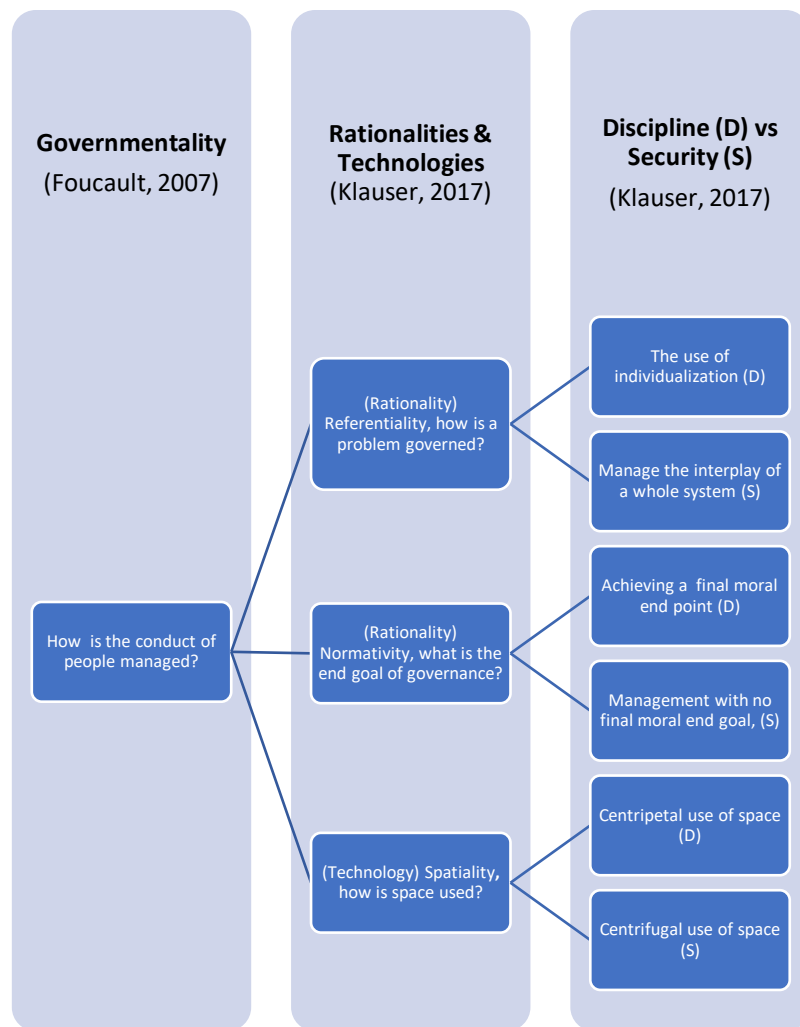 Governmentality
(Foucault, 2007)
Rationalities &
Technologies
(Klauser, 2017)
Discipline (D) vs
Security (S)
(Klauser, 2017)
How  is the conduct of
people managed?
(Rationality)
Referentiality, how is a
problem governed?
(Rationality)
Normativity, what is the
end goal of governance?
(Technology) Spatiality,
how is space used?
The use of
individualization (D)
Manage the interplay of
a whole system (S)
Achieving a  final moral
end point (D)
Management with no
final moral end goal, (S)
Centripetal use of space
(D)
Centrifugal use of space
(S)